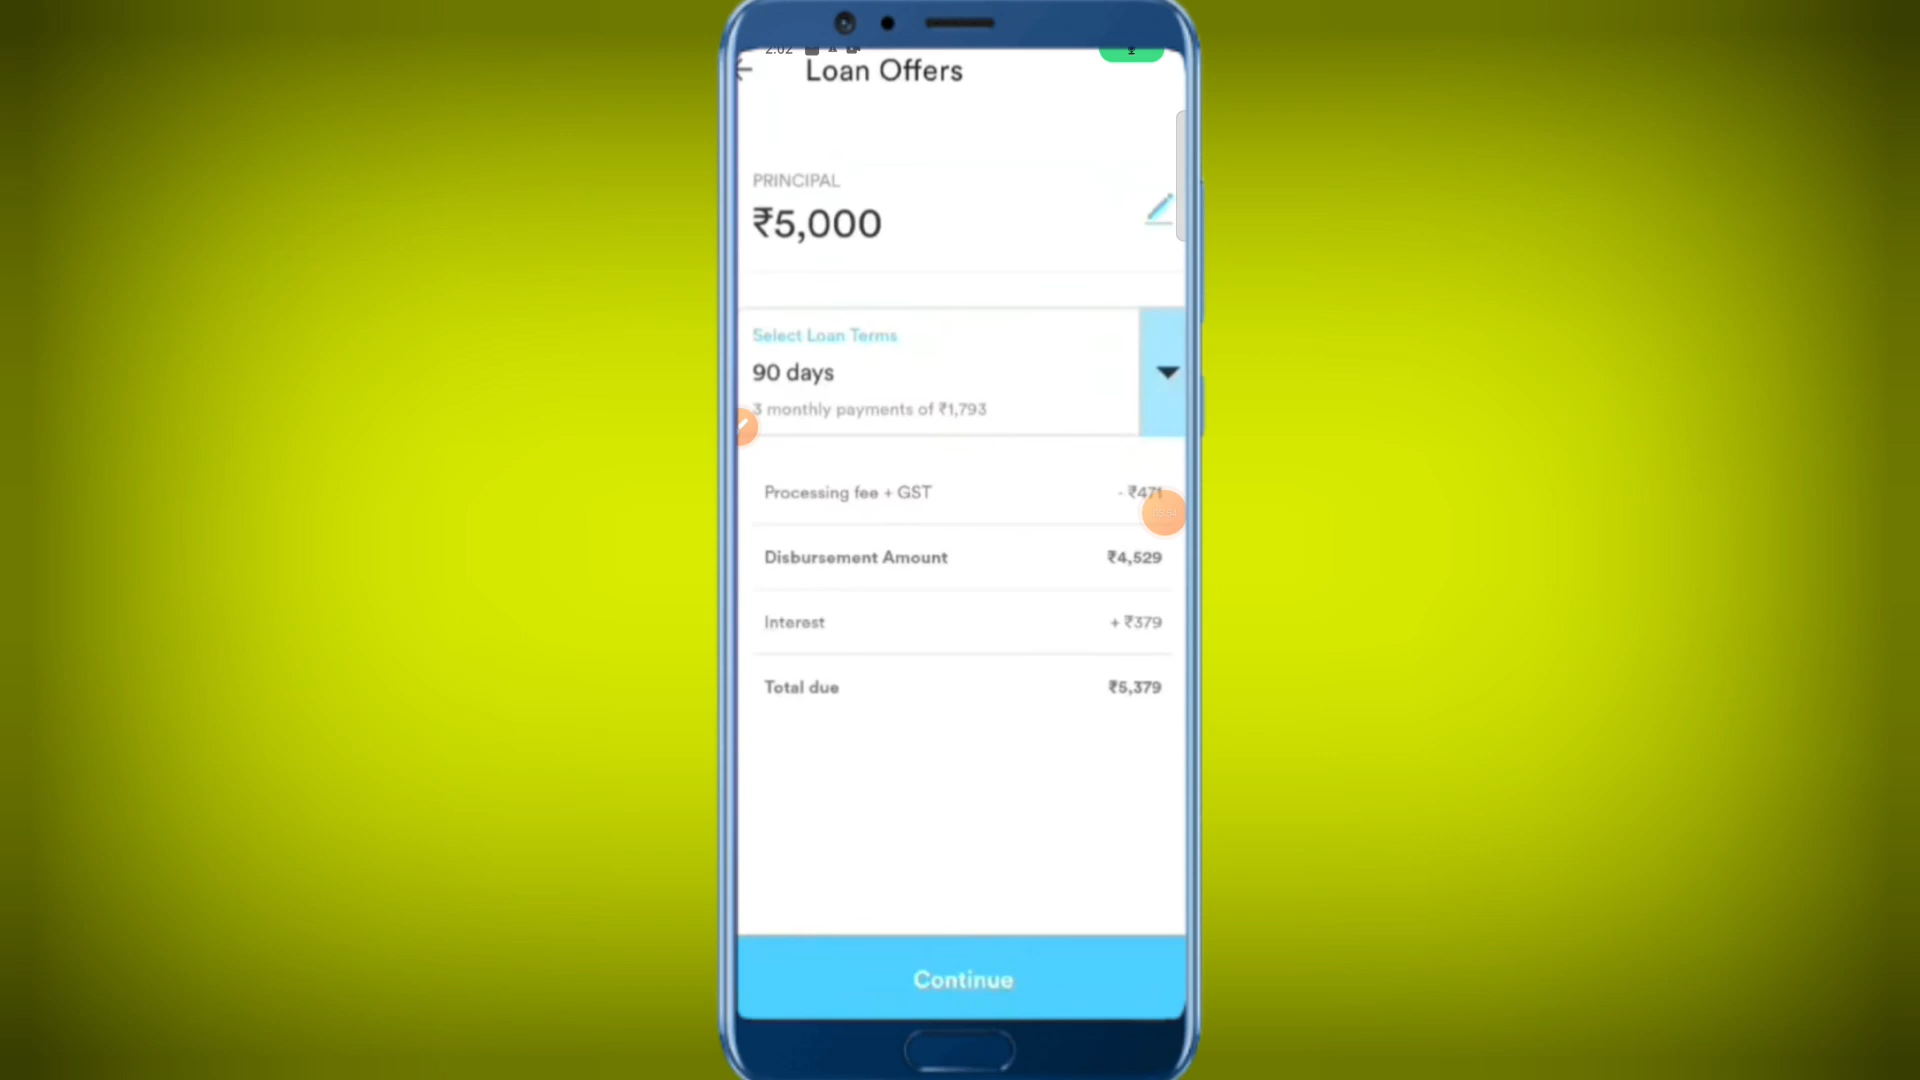 2:02
Loan Offers
PRINCIPAL
₹5,000
Select Loan Terms
90 days
3 monthly payments of ₹1,793
Processing fee + GST - ₹471
Disbursement Amount ₹4,529
Interest + ₹379
Total due ₹5,379
Continue